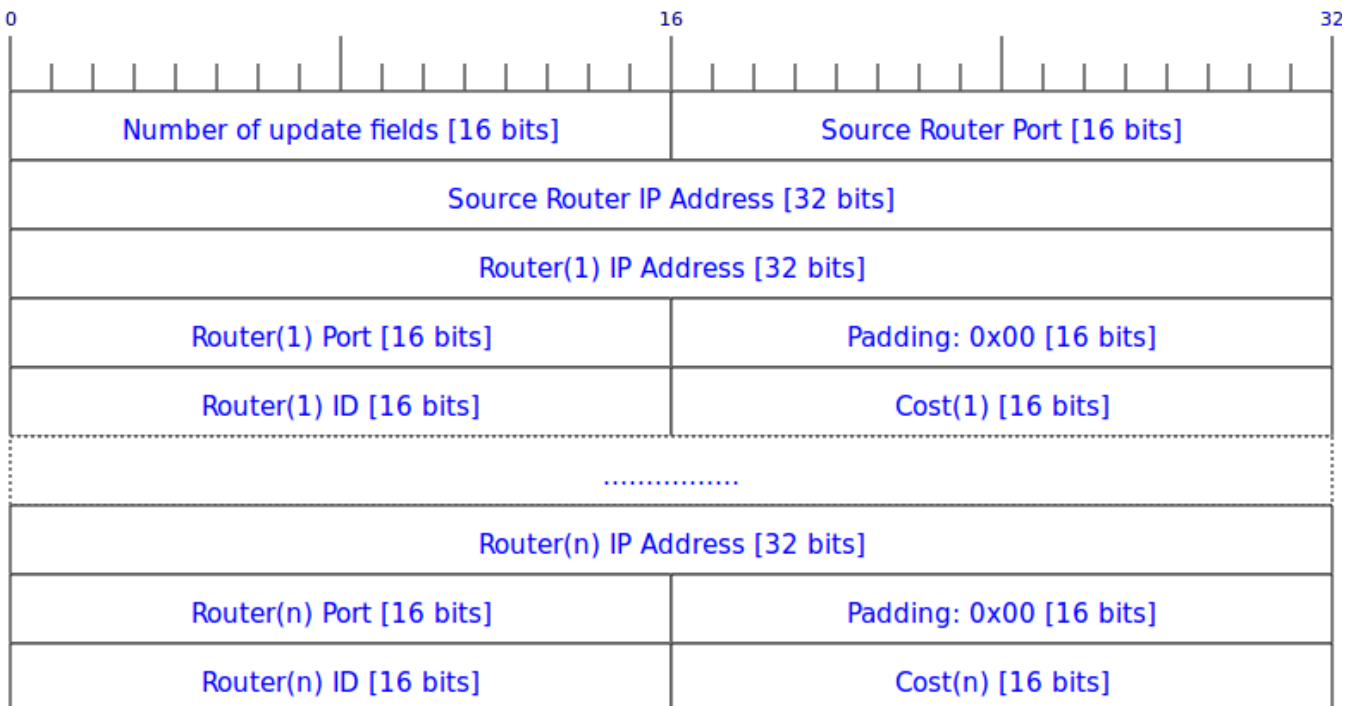 0 16 32
Number of update fields [16 bits] Source Router Port [16 bits]
Source Router IP Address [32 bits]
Router(1) IP Address [32 bits]
Router(1) Port [16 bits] Padding: 0x00 [16 bits]
Router(1) ID [16 bits] Cost(1) [16 bits]
................
Router(n) IP Address [32 bits]
Router(n) Port [16 bits] Padding: 0x00 [16 bits]
Router(n) ID [16 bits] Cost(n) [16 bits]